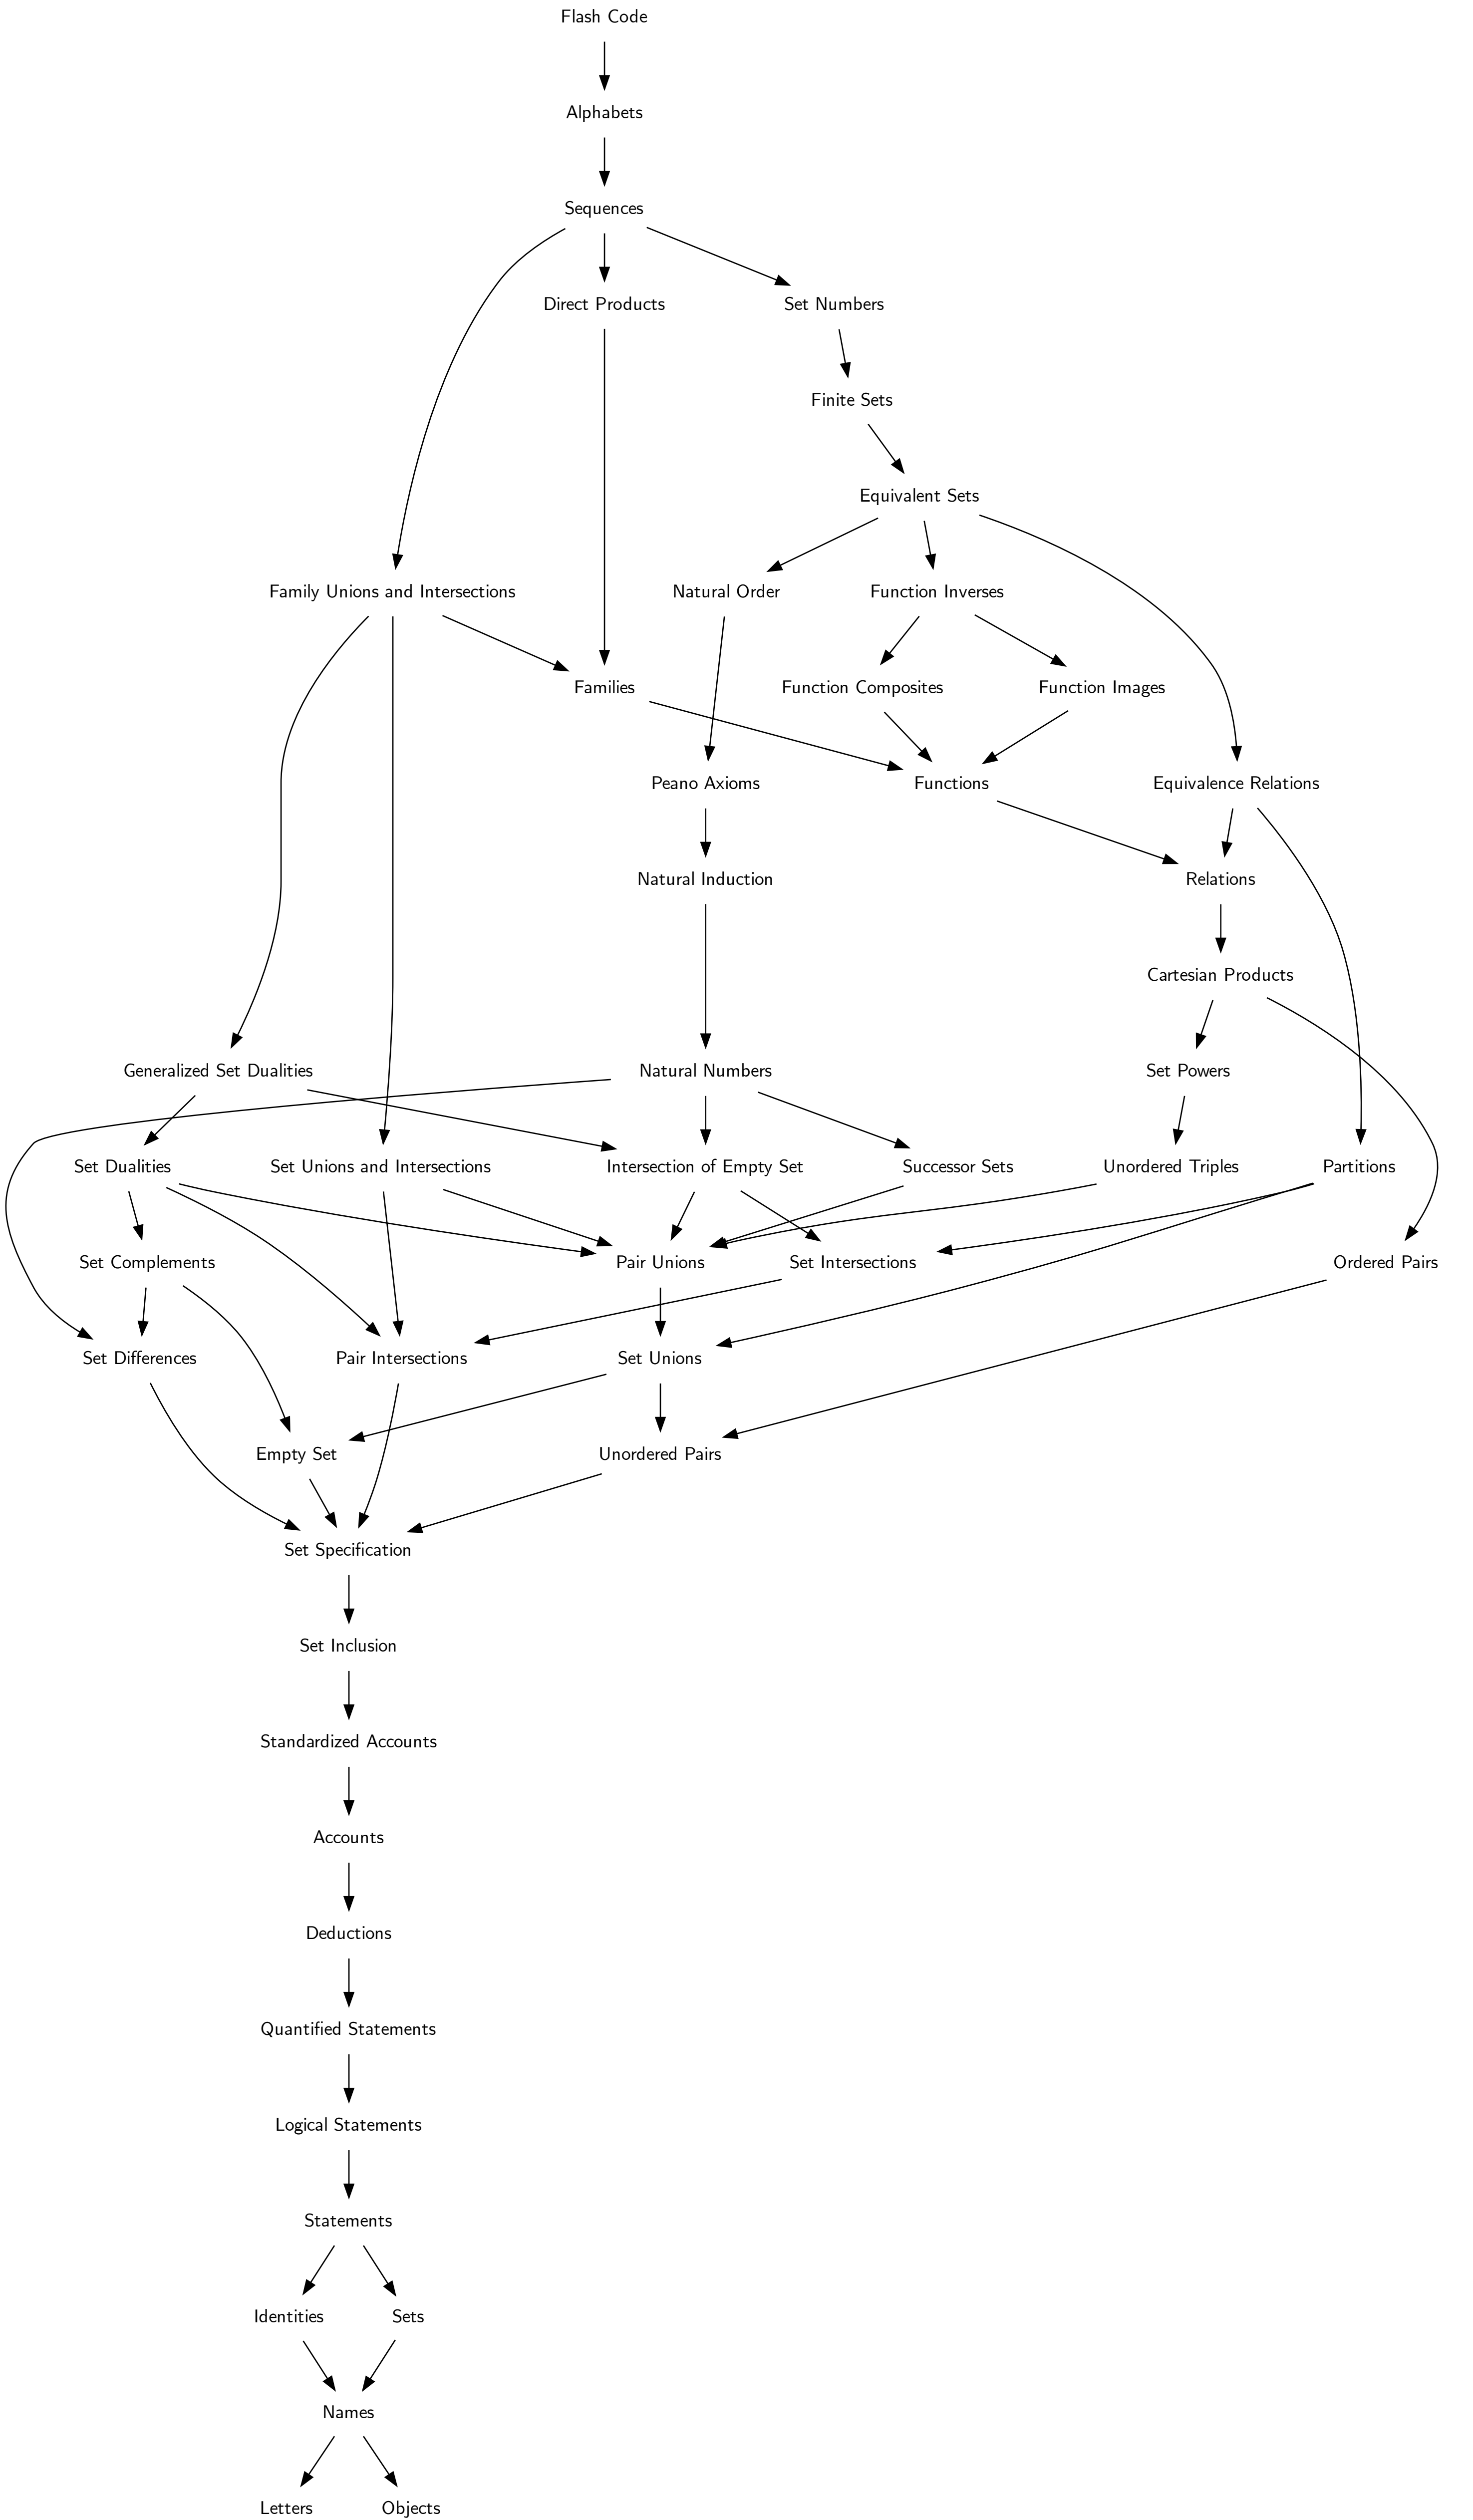 Flash Code
Alphabets
Sequences
Direct Products
Set Numbers
Finite Sets
Equivalent Sets
Family Unions and Intersections
Natural Order
Function Inverses
Families
Function Composites
Function Images
Peano Axioms
Functions
Equivalence Relations
Natural Induction
Relations
Cartesian Products
Generalized Set Dualities
Natural Numbers
Set Powers
Set Dualities
Set Unions and Intersections
Intersection of Empty Set
Successor Sets
Unordered Triples
Partitions
Set Complements
Pair Unions
Set Intersections
Ordered Pairs
Set Differences
Pair Intersections
Set Unions
Empty Set
Unordered Pairs
Set Specification
Set Inclusion
Standardized Accounts
Accounts
Deductions
Quantified Statements
Logical Statements
Statements
Identities
Sets
Names
Letters
Objects